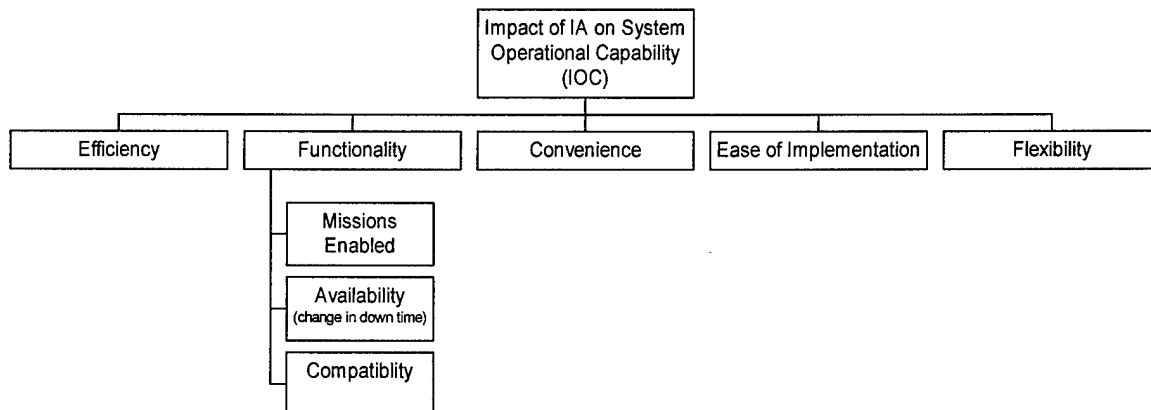 Impact of IA on System
Operational Capability
(IOC)
Efficiency
Functionality
Convenience
Ease of Implementation
Flexibility
Missions
Enabled
Availability
(change in down time)
Compatiblity